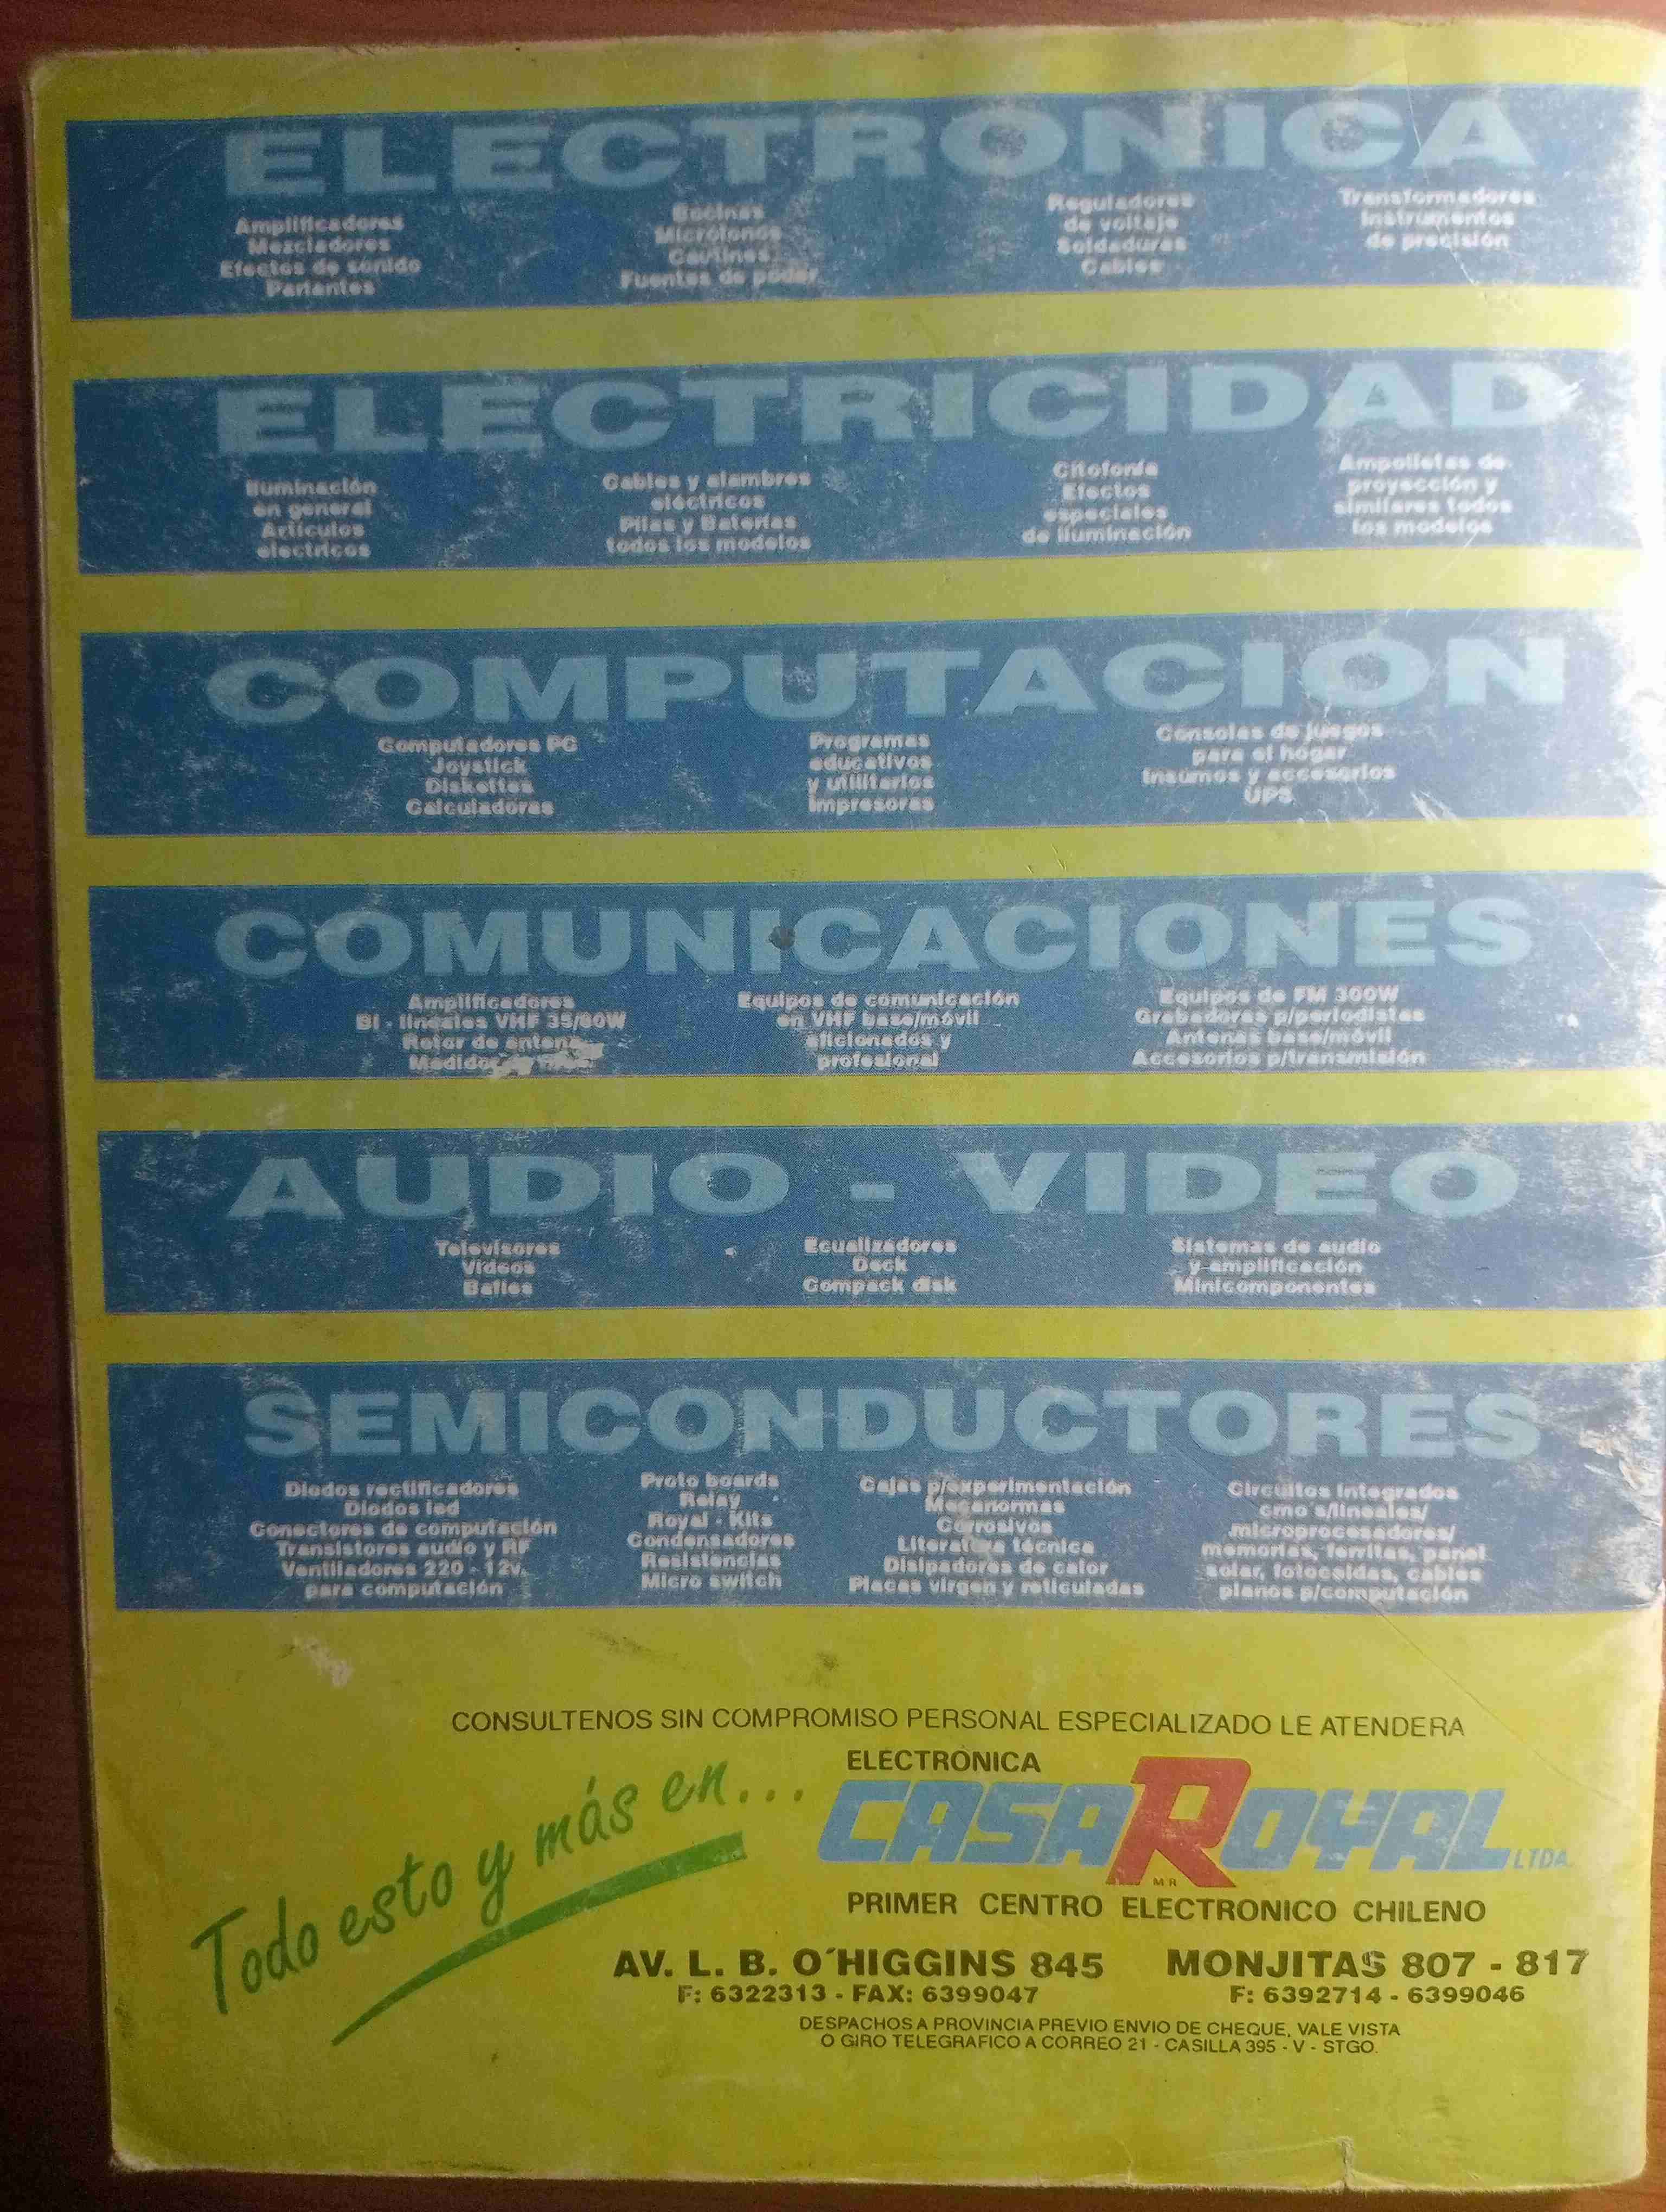 ELECTRONICA
Amplificadores
Mezcladores
Efectos de sonido
Parlantes
Bocinas
Micrófonos
Cautines
Fuentes de poder
Reguladores
de voltaje
Soldaduras
Cables
Transformadores
Instrumentos
de precisión
ELECTRICIDAD
Iluminación
en general
Artículos
electricos
Cables y alambres
eléctricos
Pilas y Baterías
todos los modelos
Citofonía
Efectos
especiales
de iluminación
Ampolletas de
proyección y
similares todos
los modelos
COMPUTACION
Computadores PC
Joystick
Diskettes
Calculadoras
Programas
educativos
y utilitarios
Impresoras
Consolas de juegos
para el hogar
Insumos y accesorios
UPS
COMUNICACIONES
Amplificadores
Bi - lineales VHF 35/80W
Rotor de antena
Medidor
Equipos de comunicación
en VHF base/móvil
aficionados y
profesional
Equipos de FM 300W
Grabadoras p/periodistas
Antenas base/móvil
Accesorios p/transmisión
AUDIO - VIDEO
Televisores
Videos
Bafles
Ecualizadores
Deck
Compack disk
Sistemas de audio
y amplificación
Minicomponentes
SEMICONDUCTORES
Diodos rectificadores
Diodos led
Conectores de computación
Transistores audio y RF
Ventiladores 220 - 12v.
para computación
Proto boards
Relay
Royal - Kits
Condensadores
Resistencias
Micro switch
Cajas p/experimentación
Mecanormas
Corrosivos
Literatura técnica
Disipadores de calor
Placas virgen y reticuladas
Circuitos integrados
cmo's/lineales/
microprocesadores/
memorias, ferritas, panel
solar, fotoceldas, cables
planos p/computación
CONSULTENOS SIN COMPROMISO PERSONAL ESPECIALIZADO LE ATENDERA
Todo esto y más en...
ELECTRONICA
CASA ROYAL LTDA.
MR
PRIMER CENTRO ELECTRONICO CHILENO
AV. L. B. O´HIGGINS 845
F: 6322313 - FAX: 6399047
MONJITAS 807 - 817
F: 6392714 - 6399046
DESPACHOS A PROVINCIA PREVIO ENVIO DE CHEQUE, VALE VISTA
O GIRO TELEGRAFICO A CORREO 21 - CASILLA 395 - V - STGO.